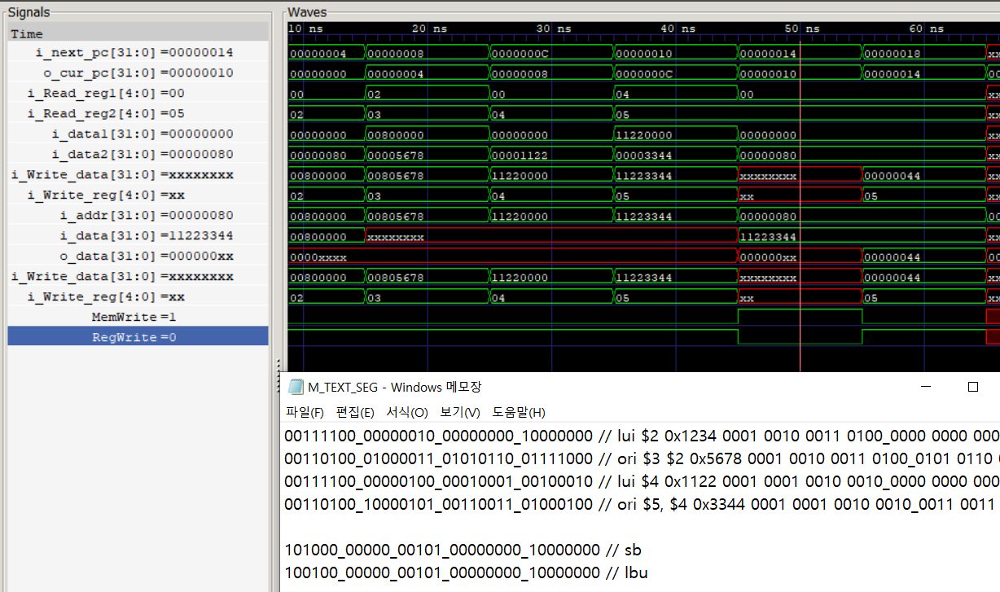 Signals
Waves
Time
10 ns 20 ns 30 ns 40 ns 50 ns 60 ns
i_next_pc[31:0] =00000014 00000004 00000008 0000000C 00000010 00000014 00000018 xx
o_cur_pc[31:0] =00000010 00000000 00000004 00000008 0000000C 00000010 00000014 00
i_Read_reg1[4:0] =00 00 02 00 04 00 xx
i_Read_reg2[4:0] =05 02 03 04 05 xx
i_data1[31:0] =00000000 00000000 00800000 00000000 11220000 00000000 xx
i_data2[31:0] =00000080 00000080 00005678 00001122 00003344 00000080 xx
i_Write_data[31:0] =xxxxxxxx 00800000 00805678 11220000 11223344 xxxxxxxx 00000044 xx
i_Write_reg[4:0] =xx 02 03 04 05 xx 05 xx
i_addr[31:0] =00000080 00800000 00805678 11220000 11223344 00000080 00
i_data[31:0] =11223344 00800000 xxxxxxxx 11223344 xx
o_data[31:0] =000000xx 0000xxxx 000000xx 00000044 00
i_Write_data[31:0] =xxxxxxxx 00800000 00805678 11220000 11223344 xxxxxxxx 00000044 xx
i_Write_reg[4:0] =xx 02 03 04 05 xx 05 xx
MemWrite =1
RegWrite =0
M_TEXT_SEG - Windows 메모장
파일(F) 편집(E) 서식(O) 보기(V) 도움말(H)
00111100_00000010_00000000_10000000 // lui $2 0x1234 0001 0010 0011 0100_0000 0000 000
00110100_01000011_01010110_01111000 // ori $3 $2 0x5678 0001 0010 0011 0100_0101 0110
00111100_00000100_00010001_00100010 // lui $4 0x1122 0001 0001 0010 0010_0000 0000 000
00110100_10000101_00110011_01000100 // ori $5, $4 0x3344 0001 0001 0010 0010_0011 0011
101000_00000_00101_00000000_10000000 // sb
100100_00000_00101_00000000_10000000 // lbu